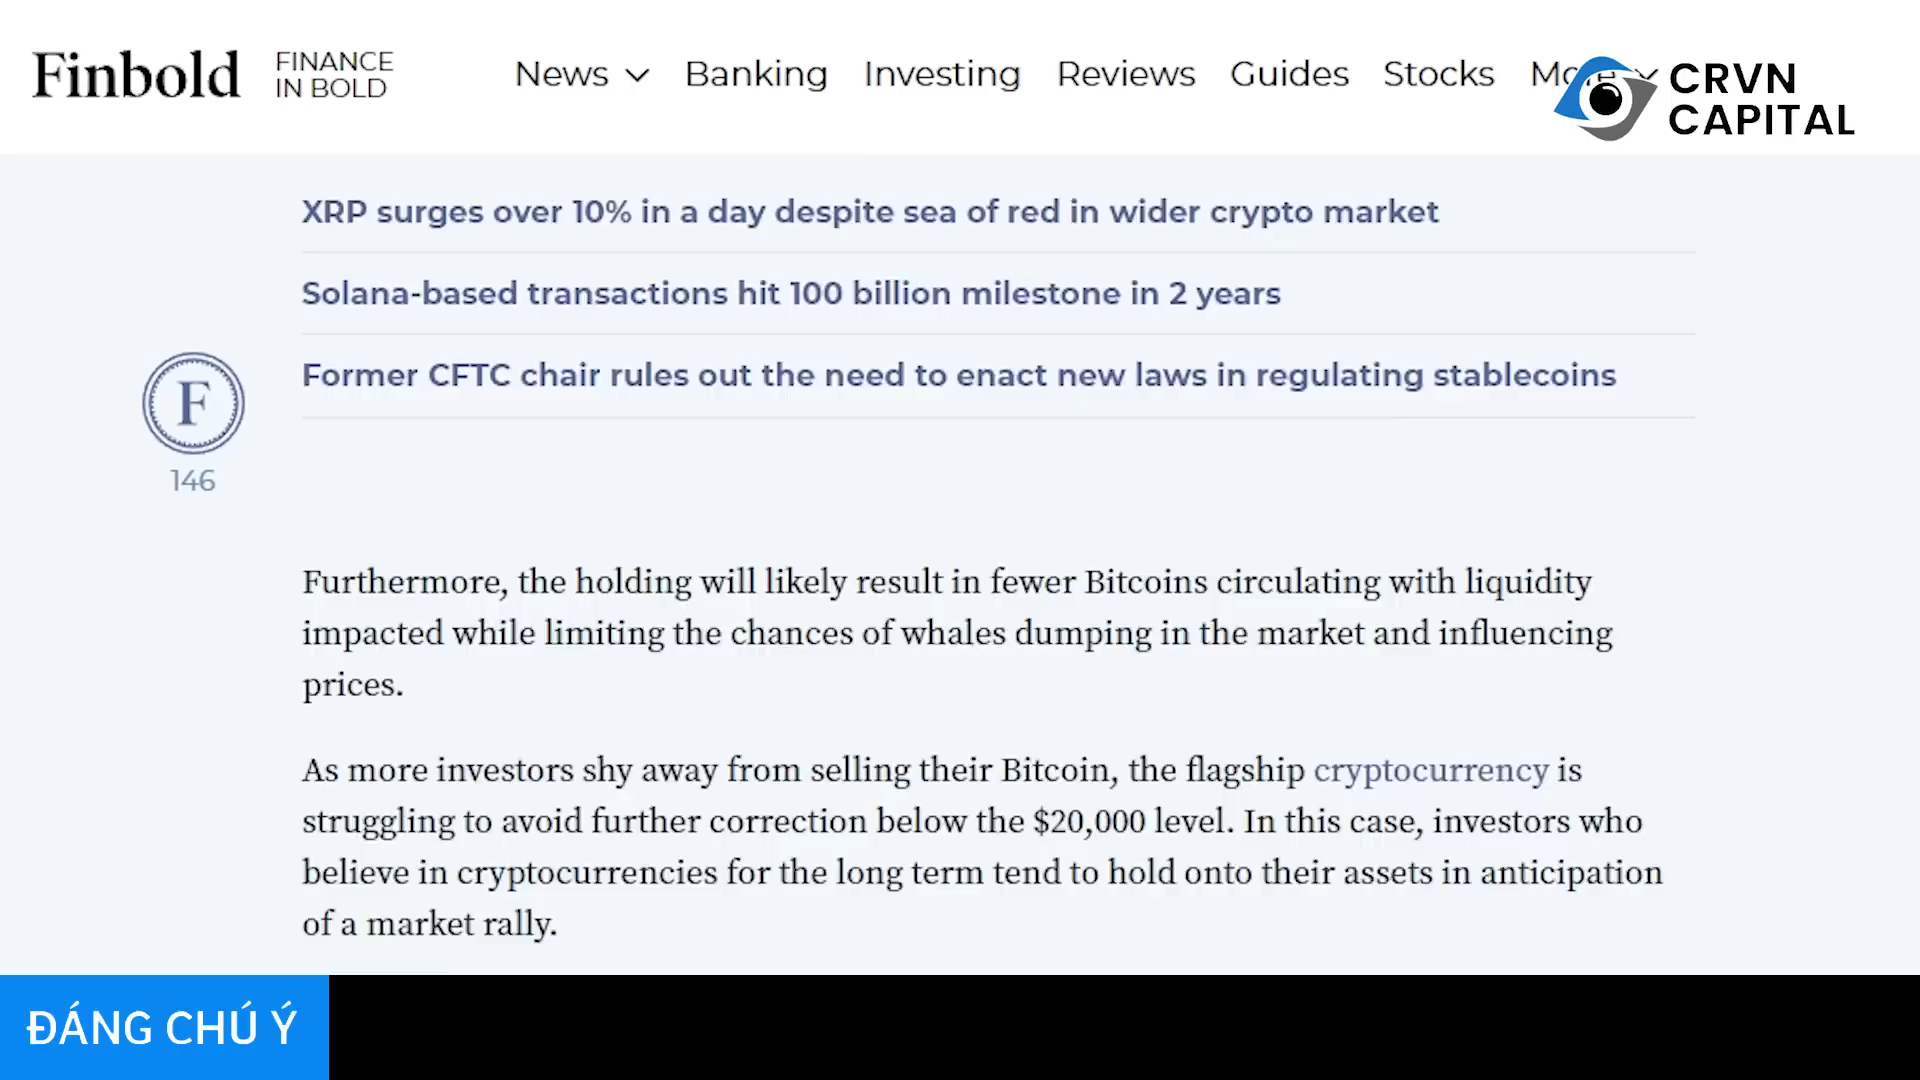 Finbold
FINANCE
IN BOLD
News
Banking
Investing
Reviews
Guides
Stocks
More
CRVN
CAPITAL
XRP surges over 10% in a day despite sea of red in wider crypto market
Solana-based transactions hit 100 billion milestone in 2 years
Former CFTC chair rules out the need to enact new laws in regulating stablecoins
F
146
Furthermore, the holding will likely result in fewer Bitcoins circulating with liquidity
impacted while limiting the chances of whales dumping in the market and influencing
prices.
As more investors shy away from selling their Bitcoin, the flagship cryptocurrency is
struggling to avoid further correction below the $20,000 level. In this case, investors who
believe in cryptocurrencies for the long term tend to hold onto their assets in anticipation
of a market rally.
ĐÁNG CHÚ Ý